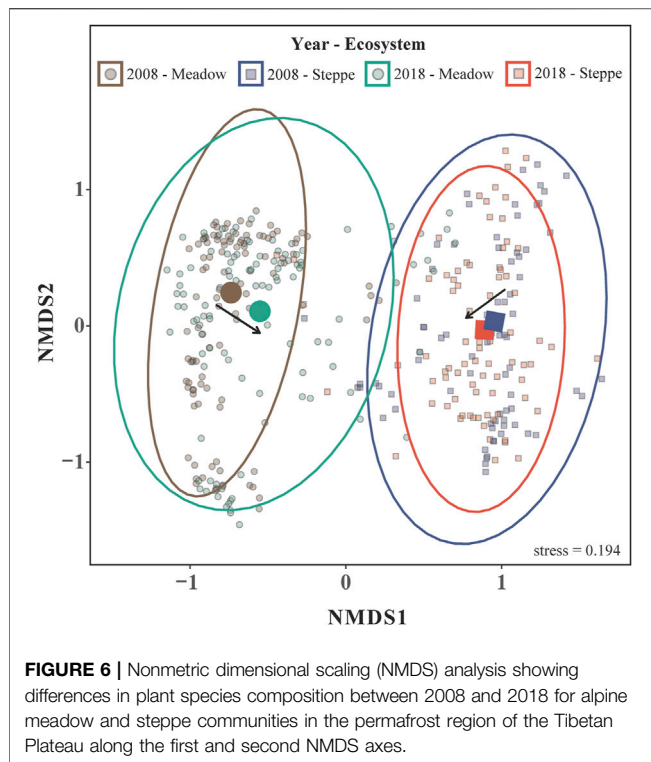 Year - Ecosystem
2008 - Meadow 2008 - Steppe 2018 - Meadow 2018 - Steppe
1
0
−1
NMDS2
stress = 0.194
−1 0 1
NMDS1
FIGURE 6 | Nonmetric dimensional scaling (NMDS) analysis showing
differences in plant species composition between 2008 and 2018 for alpine
meadow and steppe communities in the permafrost region of the Tibetan
Plateau along the first and second NMDS axes.